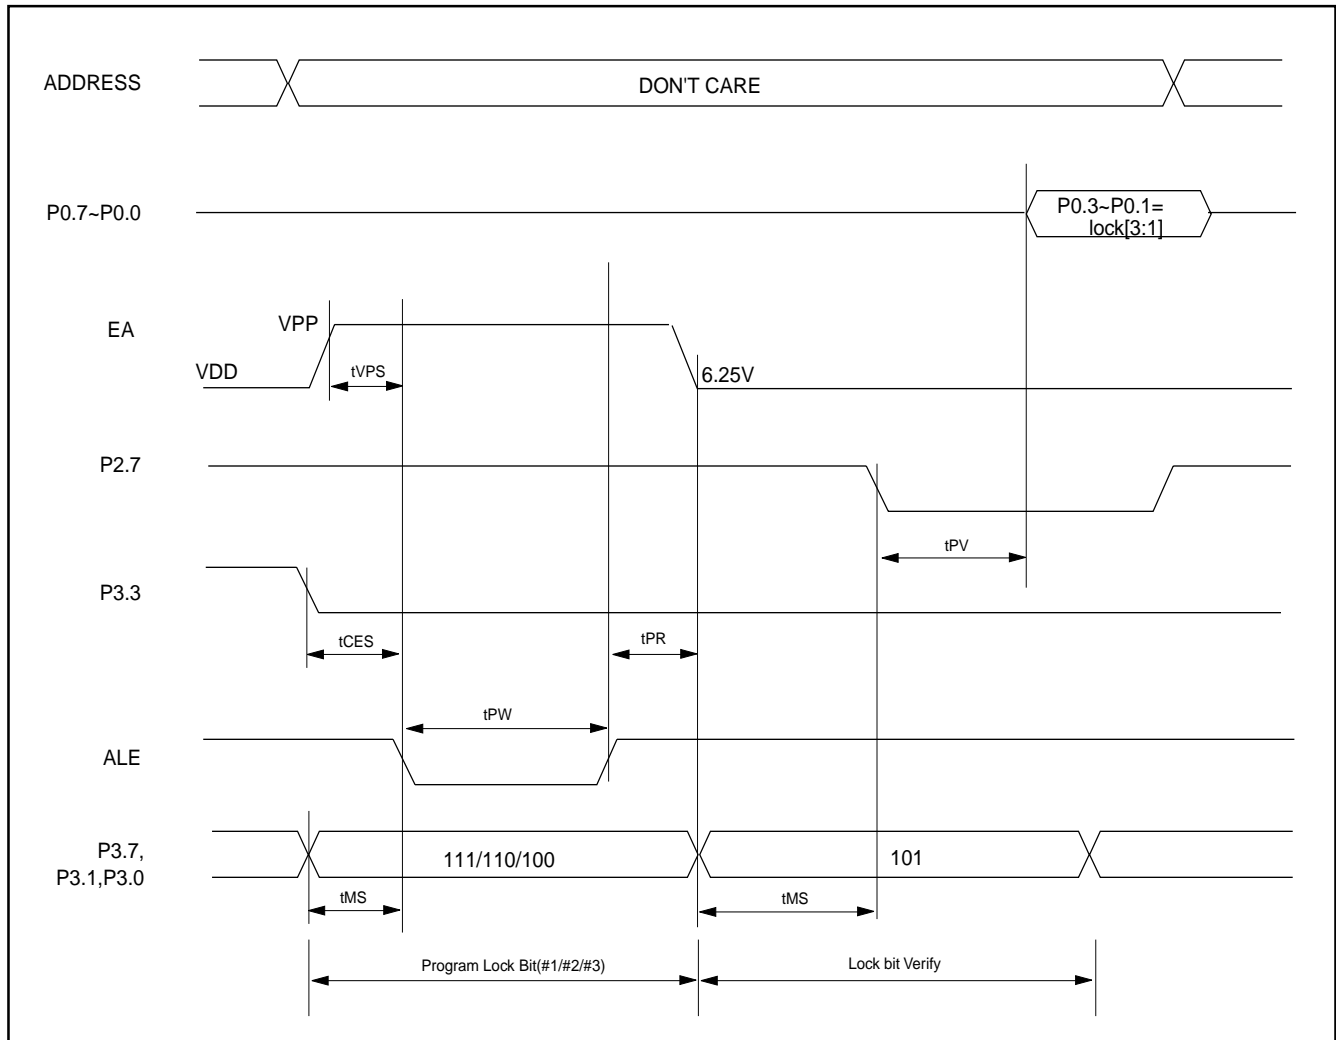 ADDRESS
DON'T CARE
P0.7~P0.0
P0.3~P0.1=
lock[3:1]
EA
VPP
VDD
tVPS
6.25V
P2.7
tPV
P3.3
tCES
tPR
tPW
ALE
P3.7,
P3.1,P3.0
111/110/100
101
tMS
tMS
Program Lock Bit(#1/#2/#3)
Lock bit Verify